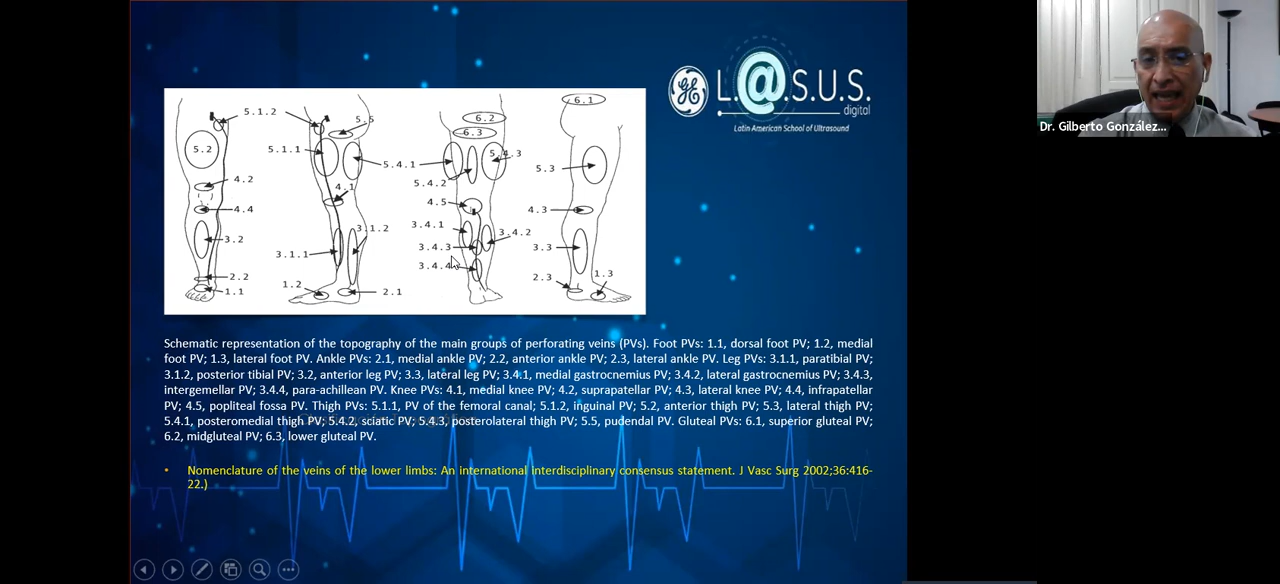 6.1
5.1.2
5.5
6.2
6.3
5.2
5.1.1
5.4.1
5.4.3
5.3
4.2
4.1
5.4.2
4.4
4.5
4.3
3.2
3.1.2
3.4.1
3.4.2
3.1.1
3.4.3
3.3
3.4.4
2.2
2.3
1.3
1.1
1.2
2.1
GE
L.@.S.U.S.
digital
Latin American School of Ultrasound
Dr. Gilberto González...
Schematic representation of the topography of the main groups of perforating veins (PVs). Foot PVs: 1.1, dorsal foot PV; 1.2, medial
foot PV; 1.3, lateral foot PV. Ankle PVs: 2.1, medial ankle PV; 2.2, anterior ankle PV; 2.3, lateral ankle PV. Leg PVs: 3.1.1, paratibial PV;
3.1.2, posterior tibial PV; 3.2, anterior leg PV; 3.3, lateral leg PV; 3.4.1, medial gastrocnemius PV; 3.4.2, lateral gastrocnemius PV; 3.4.3,
intergemellar PV; 3.4.4, para-achillean PV. Knee PVs: 4.1, medial knee PV; 4.2, suprapatellar PV; 4.3, lateral knee PV; 4.4, infrapatellar
PV; 4.5, popliteal fossa PV. Thigh PVs: 5.1.1, PV of the femoral canal; 5.1.2, inguinal PV; 5.2, anterior thigh PV; 5.3, lateral thigh PV;
5.4.1, posteromedial thigh PV; 5.4.2, sciatic PV; 5.4.3, posterolateral thigh PV; 5.5, pudendal PV. Gluteal PVs: 6.1, superior gluteal PV;
6.2, midgluteal PV; 6.3, lower gluteal PV.
• Nomenclature of the veins of the lower limbs: An international interdisciplinary consensus statement. J Vasc Surg 2002;36:416-
22.)